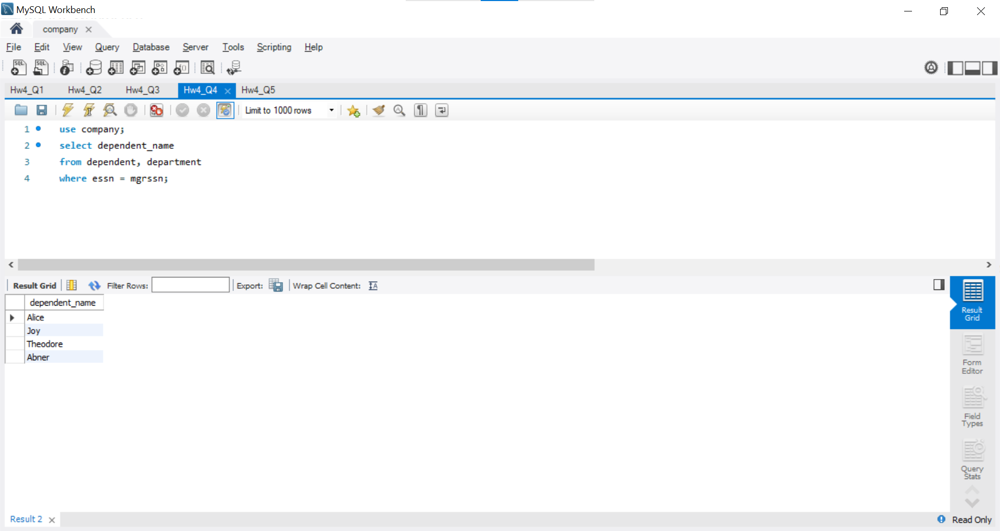 MySQL Workbench
company
File Edit View Query Database Server Tools Scripting Help
SQL SQL
Hw4_Q1 Hw4_Q2 Hw4_Q3 Hw4_Q4 Hw4_Q5
Limit to 1000 rows
1 use company;
2 select dependent_name
3 from dependent, department
4 where essn = mgrssn;
Result Grid Filter Rows: Export: Wrap Cell Content:
dependent_name
Alice
Joy
Theodore
Abner
Result
Grid
Form
Editor
Field
Types
Query
Stats
Result 2
Read Only